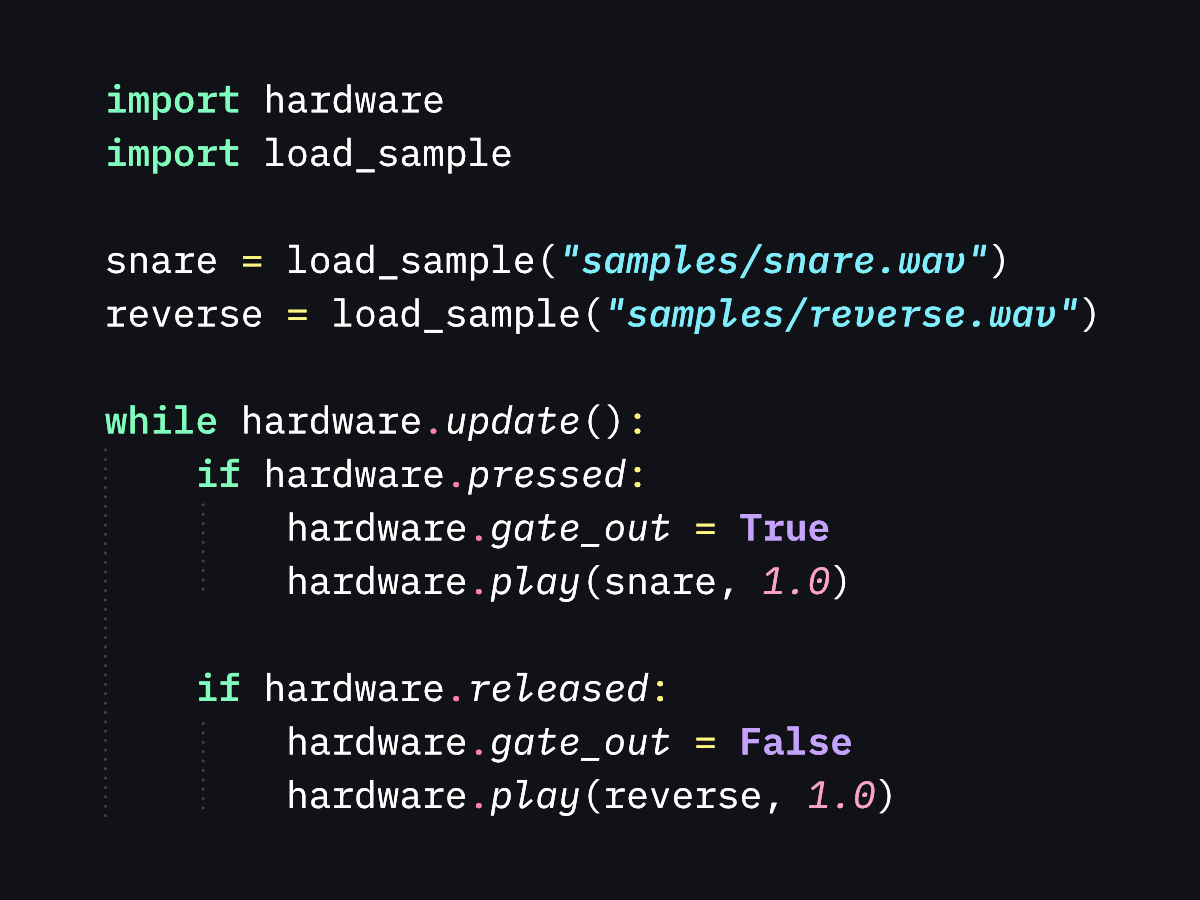 import hardware
import load_sample

snare = load_sample("samples/snare.wav")
reverse = load_sample("samples/reverse.wav")

while hardware.update():
    if hardware.pressed:
        hardware.gate_out = True
        hardware.play(snare, 1.0)

    if hardware.released:
        hardware.gate_out = False
        hardware.play(reverse, 1.0)